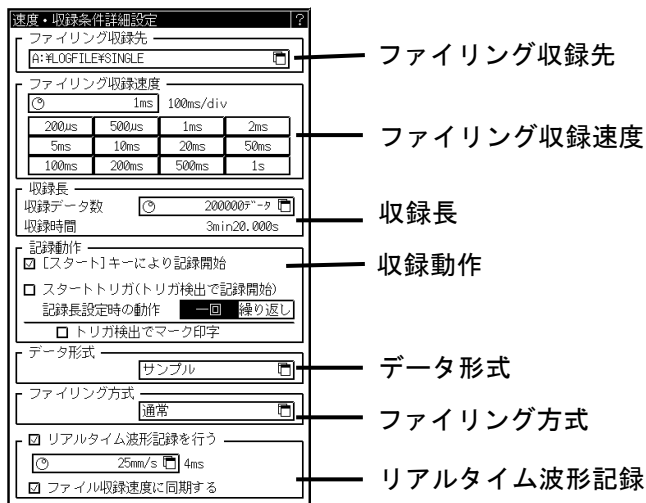 速度・収録条件詳細設定 ?
ファイリング収録先
A:¥LOGFILE¥SINGLE
ファイリング収録先
ファイリング収録速度
1ms 100ms/div
200μs 500μs 1ms 2ms
5ms 10ms 20ms 50ms
100ms 200ms 500ms 1s
ファイリング収録速度
収録長
収録データ数 200000データ
収録時間 3min20.000s
収録長
記録動作
[スタート]キーにより記録開始
収録動作
スタートトリガ(トリガ検出で記録開始)
記録長設定時の動作 一回 繰り返し
トリガ検出でマーク印字
データ形式
サンプル
データ形式
ファイリング方式
通常
ファイリング方式
リアルタイム波形記録を行う
25mm/s 4ms
ファイル収録速度に同期する
リアルタイム波形記録